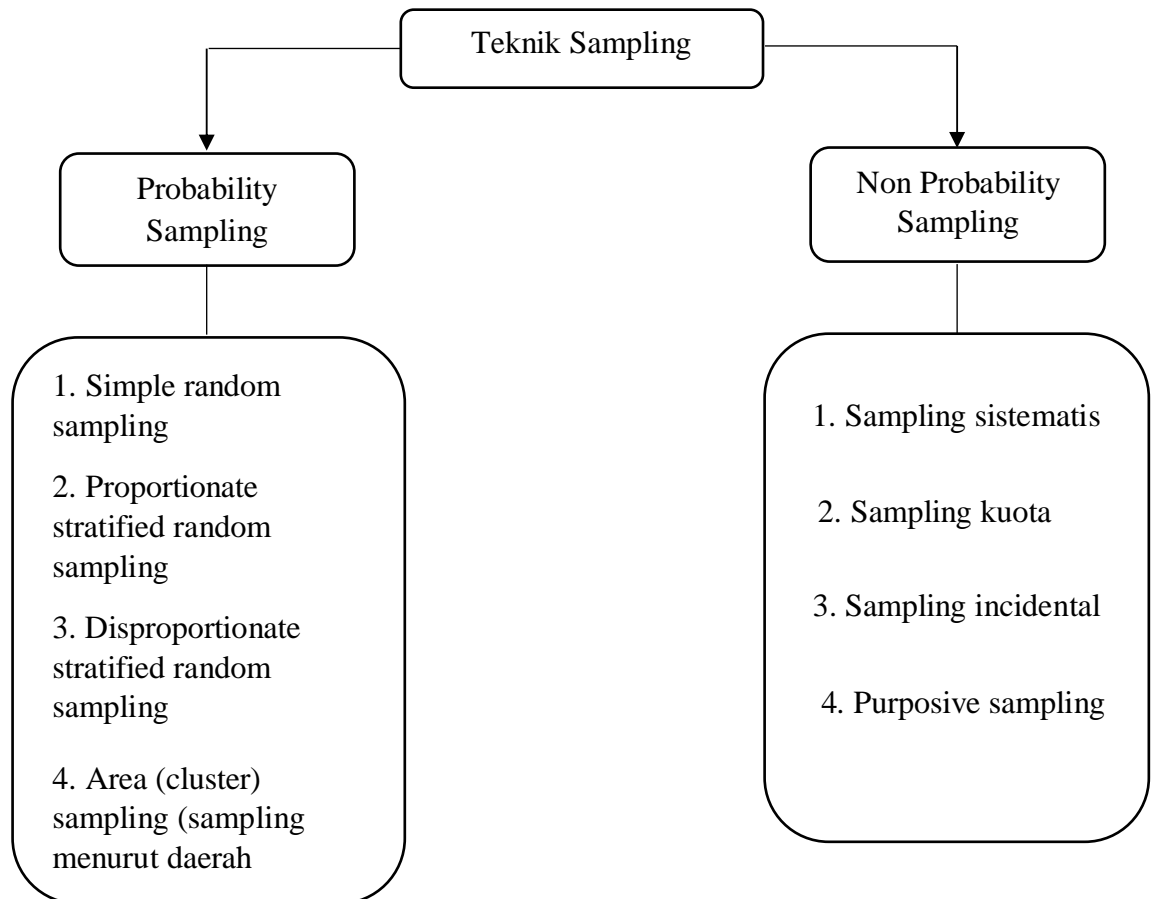 Teknik Sampling
Probability
Sampling
Non Probability
Sampling
1. Simple random
sampling
2. Proportionate
stratified random
sampling
3. Disproportionate
stratified random
sampling
4. Area (cluster)
sampling (sampling
menurut daerah
1. Sampling sistematis
2. Sampling kuota
3. Sampling incidental
4. Purposive sampling